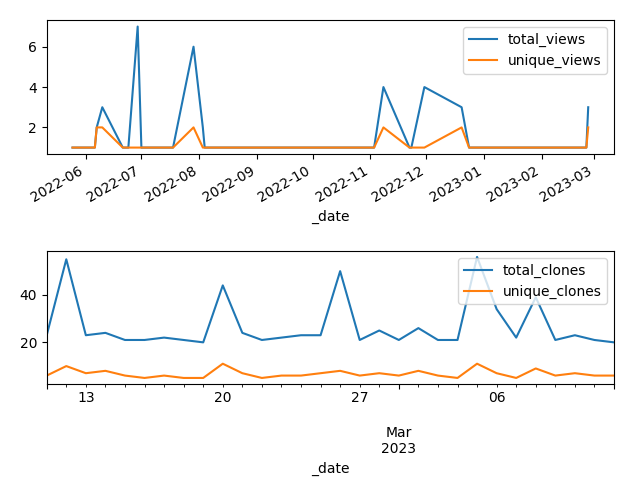 6
4
2
total_views
unique_views
2022-06
2022-07
2022-08
2022-09
2022-10
2022-11
2022-12
2023-01
2023-02
2023-03
_date
40
20
total_clones
unique_clones
13
20
27
06
Mar
2023
_date